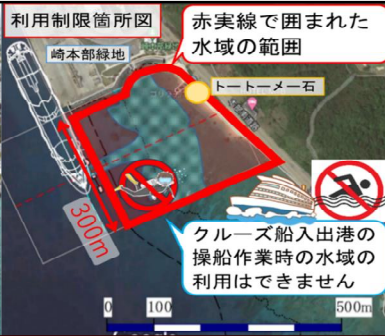 利用制限箇所図
赤実線で囲まれた
水域の範囲
崎本部緑地
トートーメー石
300m
クルーズ船入出港の
操船作業時の水域の
利用はできません
0 100 500m